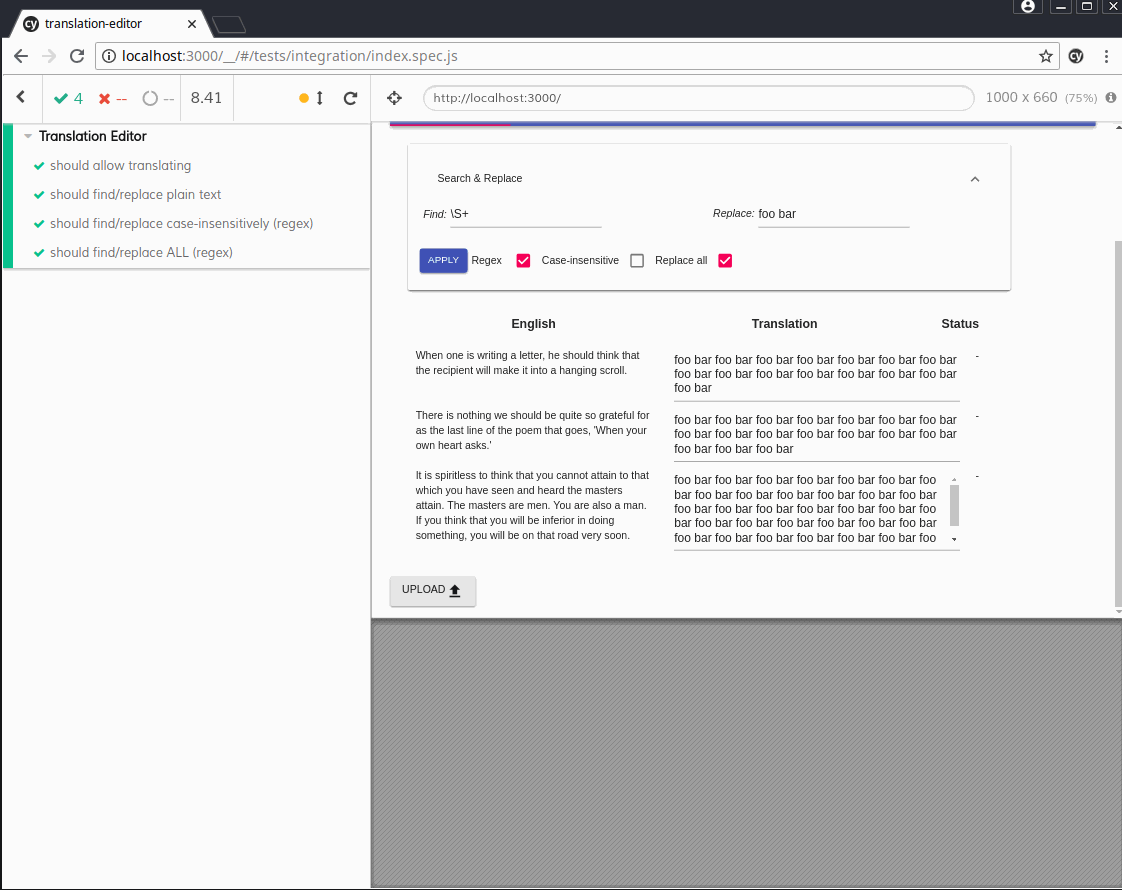 cy translation-editor
localhost:3000/__/#/tests/integration/index.spec.js
cy
4 -- -- 8.41
http://localhost:3000/ 1000 x 660 (75%)
Translation Editor
should allow translating
should find/replace plain text
should find/replace case-insensitively (regex)
should find/replace ALL (regex)
Search & Replace
Find: \S+ Replace: foo bar
APPLY Regex Case-insensitive Replace all
English Translation Status
When one is writing a letter, he should think that
the recipient will make it into a hanging scroll.
foo bar foo bar foo bar foo bar foo bar foo bar foo bar
foo bar foo bar foo bar foo bar foo bar foo bar foo bar
foo bar
-
There is nothing we should be quite so grateful for
as the last line of the poem that goes, 'When your
own heart asks.'
foo bar foo bar foo bar foo bar foo bar foo bar foo bar
foo bar foo bar foo bar foo bar foo bar foo bar foo bar
foo bar foo bar foo bar
-
It is spiritless to think that you cannot attain to that
which you have seen and heard the masters
attain. The masters are men. You are also a man.
If you think that you will be inferior in doing
something, you will be on that road very soon.
foo bar foo bar foo bar foo bar foo bar foo bar foo
bar foo bar foo bar foo bar foo bar foo bar foo bar
foo bar foo bar foo bar foo bar foo bar foo bar foo
bar foo bar foo bar foo bar foo bar foo bar foo bar
foo bar foo bar foo bar foo bar foo bar foo bar foo
-
UPLOAD